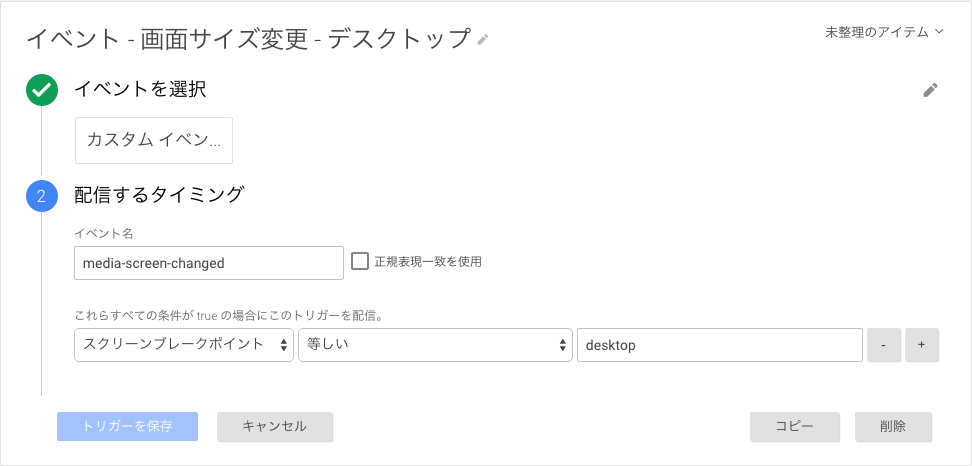 イベント - 画面サイズ変更 - デスクトップ
未整理のアイテム
イベントを選択
カスタム イベン...
2
配信するタイミング
イベント名
media-screen-changed
正規表現一致を使用
これらすべての条件が true の場合にこのトリガーを配信。
スクリーンブレークポイント 等しい desktop - +
トリガーを保存 キャンセル コピー 削除